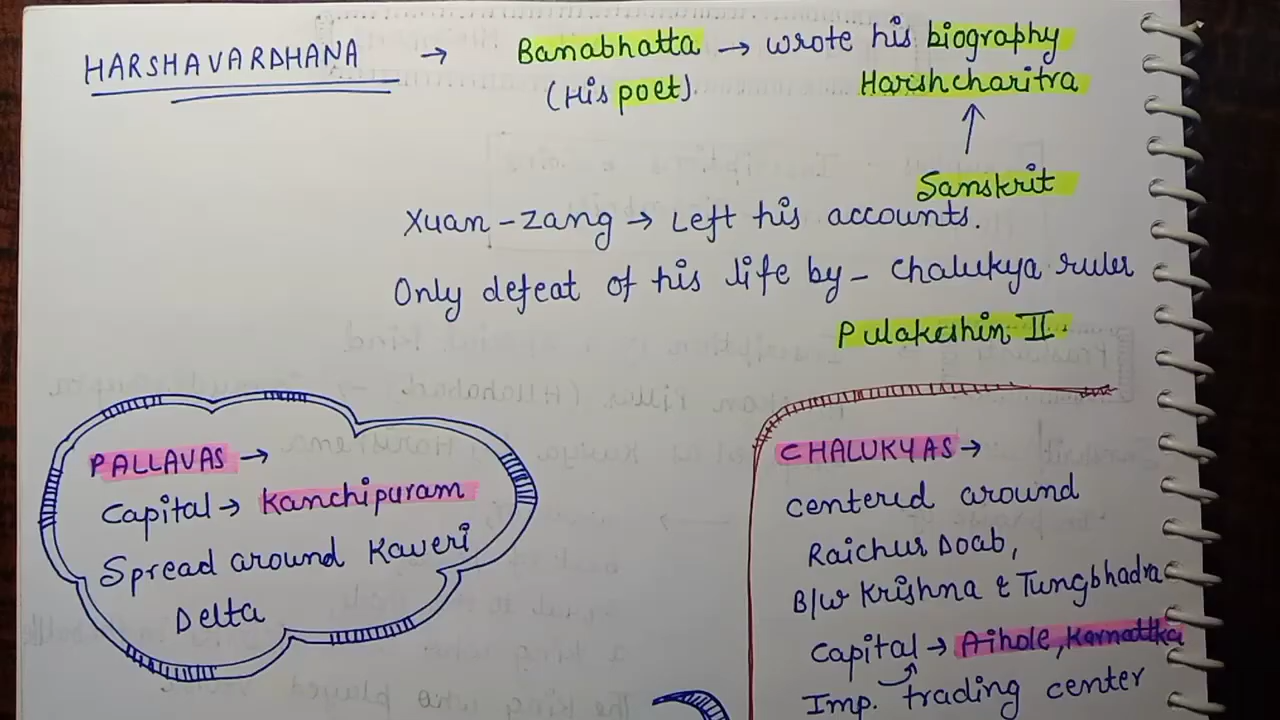 HARSHAVARDHANA → Banabhatta → wrote his biography
(His poet) Harshcharitra
↑
Sanskrit
Xuan-Zang → Left his accounts.
Only defeat of his life by - Chalukya ruler
Pulakeshin II.
PALLAVAS →
Capital → Kanchipuram
Spread around Kaveri
Delta
CHALUKYAS →
centered around
Raichur Doab,
B/W Krishna & Tungbhadra
Capital → Aihole, Karnattka
Imp. trading center